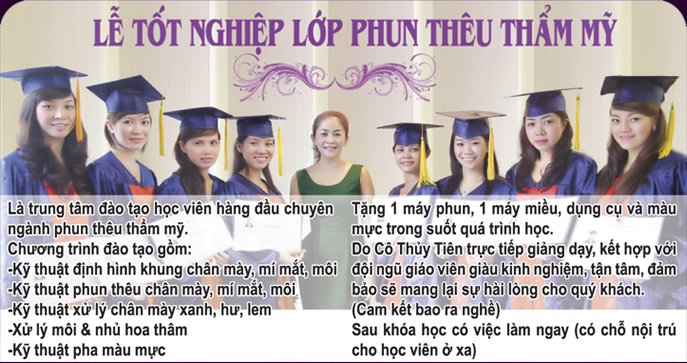 LỄ TỐT NGHIỆP LỚP PHUN THÊU THẨM MỸ
Là trung tâm đào tạo học viên hàng đầu chuyên
ngành phun thêu thẩm mỹ.
Chương trình đào tạo gồm:
-Kỹ thuật định hình khung chân mày, mí mắt, môi
-Kỹ thuật phun thêu chân mày, mí mắt, môi
-Kỹ thuật xử lý chân mày xanh, hư, lem
-Xử lý môi & nhủ hoa thâm
-Kỹ thuật pha màu mực
Tặng 1 máy phun, 1 máy miều, dụng cụ và màu
mực trong suốt quá trình học.
Do Cô Thủy Tiên trực tiếp giảng dạy, kết hợp với
đội ngũ giáo viên giàu kinh nghiệm, tận tâm, đảm
bảo sẽ mang lại sự hài lòng cho quý khách.
(Cam kết bao ra nghề)
Sau khóa học có việc làm ngay (có chỗ nội trú
cho học viên ở xa)